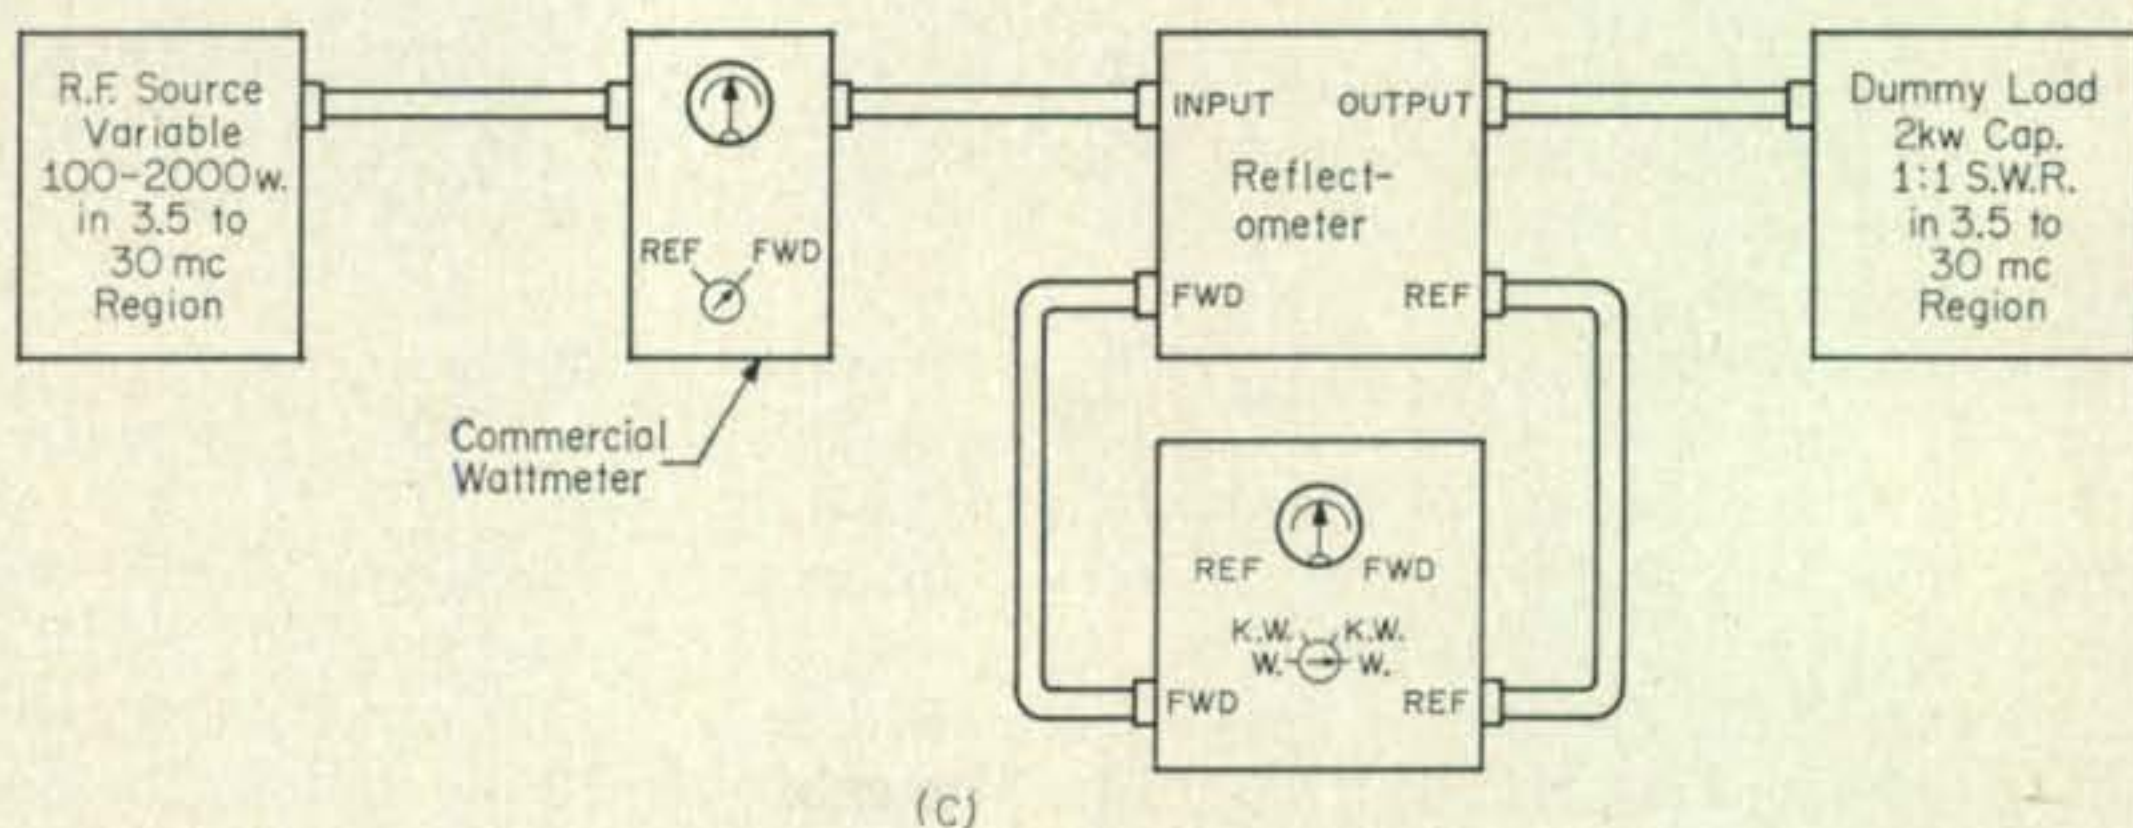 R.F. Source
Variable
100-2000w.
in 3.5 to
30 mc
Region
REF FWD
Commercial
Wattmeter
INPUT OUTPUT
Reflect-
ometer
FWD REF
REF FWD
K.W. K.W.
W. W.
FWD REF
Dummy Load
2kw Cap.
1:1 S.W.R.
in 3.5 to
30 mc
Region
(C)